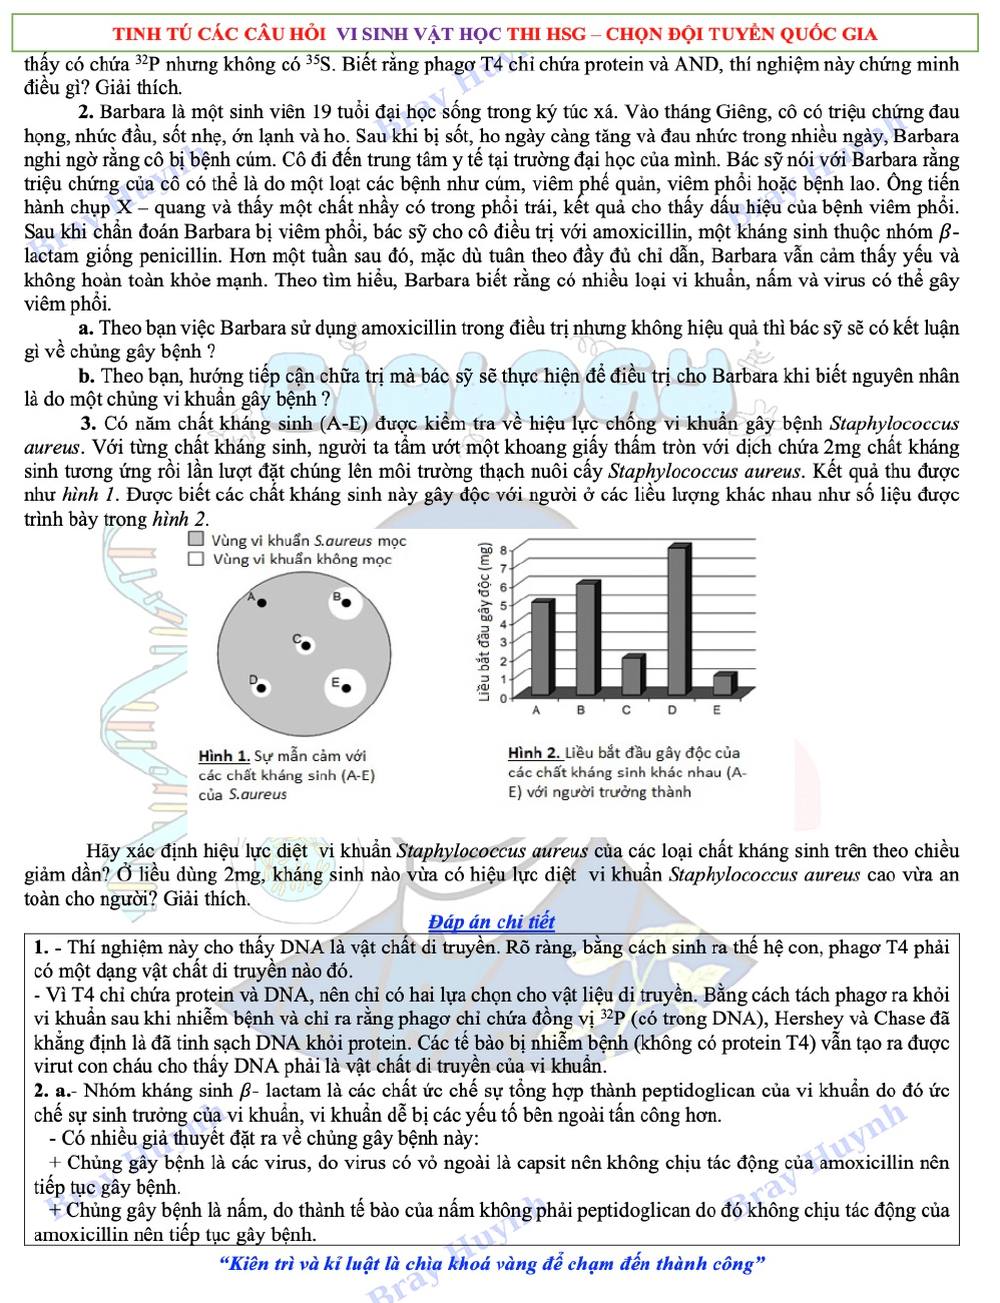 TINH TÚ CÁC CÂU HỎI VI SINH VẬT HỌC THI HSG – CHỌN ĐỘI TUYỂN QUỐC GIA
thấy có chứa ³²P nhưng không có ³⁵S. Biết rằng phagơ T4 chỉ chứa protein và AND, thí nghiệm này chứng minh
điều gì? Giải thích.
2. Barbara là một sinh viên 19 tuổi đại học sống trong ký túc xá. Vào tháng Giêng, cô có triệu chứng đau
họng, nhức đầu, sốt nhẹ, ớn lạnh và ho. Sau khi bị sốt, ho ngày càng tăng và đau nhức trong nhiều ngày, Barbara
nghi ngờ rằng cô bị bệnh cúm. Cô đi đến trung tâm y tế tại trường đại học của mình. Bác sỹ nói với Barbara rằng
triệu chứng của cô có thể là do một loạt các bệnh như cúm, viêm phế quản, viêm phổi hoặc bệnh lao. Ông tiến
hành chụp X – quang và thấy một chất nhầy có trong phổi trái, kết quả cho thấy dấu hiệu của bệnh viêm phổi.
Sau khi chẩn đoán Barbara bị viêm phổi, bác sỹ cho cô điều trị với amoxicillin, một kháng sinh thuộc nhóm β-
lactam giống penicillin. Hơn một tuần sau đó, mặc dù tuân theo đầy đủ chỉ dẫn, Barbara vẫn cảm thấy yếu và
không hoàn toàn khỏe mạnh. Theo tìm hiểu, Barbara biết rằng có nhiều loại vi khuẩn, nấm và virus có thể gây
viêm phổi.
a. Theo bạn việc Barbara sử dụng amoxicillin trong điều trị nhưng không hiệu quả thì bác sỹ sẽ có kết luận
gì về chủng gây bệnh ?
b. Theo bạn, hướng tiếp cận chữa trị mà bác sỹ sẽ thực hiện để điều trị cho Barbara khi biết nguyên nhân
là do một chủng vi khuẩn gây bệnh ?
3. Có năm chất kháng sinh (A-E) được kiểm tra về hiệu lực chống vi khuẩn gây bệnh Staphylococcus
aureus. Với từng chất kháng sinh, người ta tẩm ướt một khoang giấy thấm tròn với dịch chứa 2mg chất kháng
sinh tương ứng rồi lần lượt đặt chúng lên môi trường thạch nuôi cấy Staphylococcus aureus. Kết quả thu được
như hình 1. Được biết các chất kháng sinh này gây độc với người ở các liều lượng khác nhau như số liệu được
trình bày trong hình 2.
Vùng vi khuẩn S.aureus mọc
Vùng vi khuẩn không mọc
A
B
C
D
E
Hình 1. Sự mẫn cảm với
các chất kháng sinh (A-E)
của S.aureus
Liều bắt đầu gây độc (mg)
8
7
6
5
4
3
2
1
0
A B C D E
Hình 2. Liều bắt đầu gây độc của
các chất kháng sinh khác nhau (A-
E) với người trưởng thành
Hãy xác định hiệu lực diệt vi khuẩn Staphylococcus aureus của các loại chất kháng sinh trên theo chiều
giảm dần? Ở liều dùng 2mg, kháng sinh nào vừa có hiệu lực diệt vi khuẩn Staphylococcus aureus cao vừa an
toàn cho người? Giải thích.
Đáp án chi tiết
1. - Thí nghiệm này cho thấy DNA là vật chất di truyền. Rõ ràng, bằng cách sinh ra thế hệ con, phagơ T4 phải
có một dạng vật chất di truyền nào đó.
- Vì T4 chỉ chứa protein và DNA, nên chỉ có hai lựa chọn cho vật liệu di truyền. Bằng cách tách phagơ ra khỏi
vi khuẩn sau khi nhiễm bệnh và chỉ ra rằng phagơ chỉ chứa đồng vị ³²P (có trong DNA), Hershey và Chase đã
khẳng định là đã tinh sạch DNA khỏi protein. Các tế bào bị nhiễm bệnh (không có protein T4) vẫn tạo ra được
virut con cháu cho thấy DNA phải là vật chất di truyền của vi khuẩn.
2. a.- Nhóm kháng sinh β- lactam là các chất ức chế sự tổng hợp thành peptidoglican của vi khuẩn do đó ức
chế sự sinh trưởng của vi khuẩn, vi khuẩn dễ bị các yếu tố bên ngoài tấn công hơn.
- Có nhiều giả thuyết đặt ra về chủng gây bệnh này:
+ Chủng gây bệnh là các virus, do virus có vỏ ngoài là capsit nên không chịu tác động của amoxicillin nên
tiếp tục gây bệnh.
+ Chủng gây bệnh là nấm, do thành tế bào của nấm không phải peptidoglican do đó không chịu tác động của
amoxicillin nên tiếp tục gây bệnh.
“Kiên trì và kỉ luật là chìa khoá vàng để chạm đến thành công”
BIOLOGY
Bray Huynh
Bray Huynh
Bray Huynh
Bray Huynh
Bray Huynh
Bray Huynh